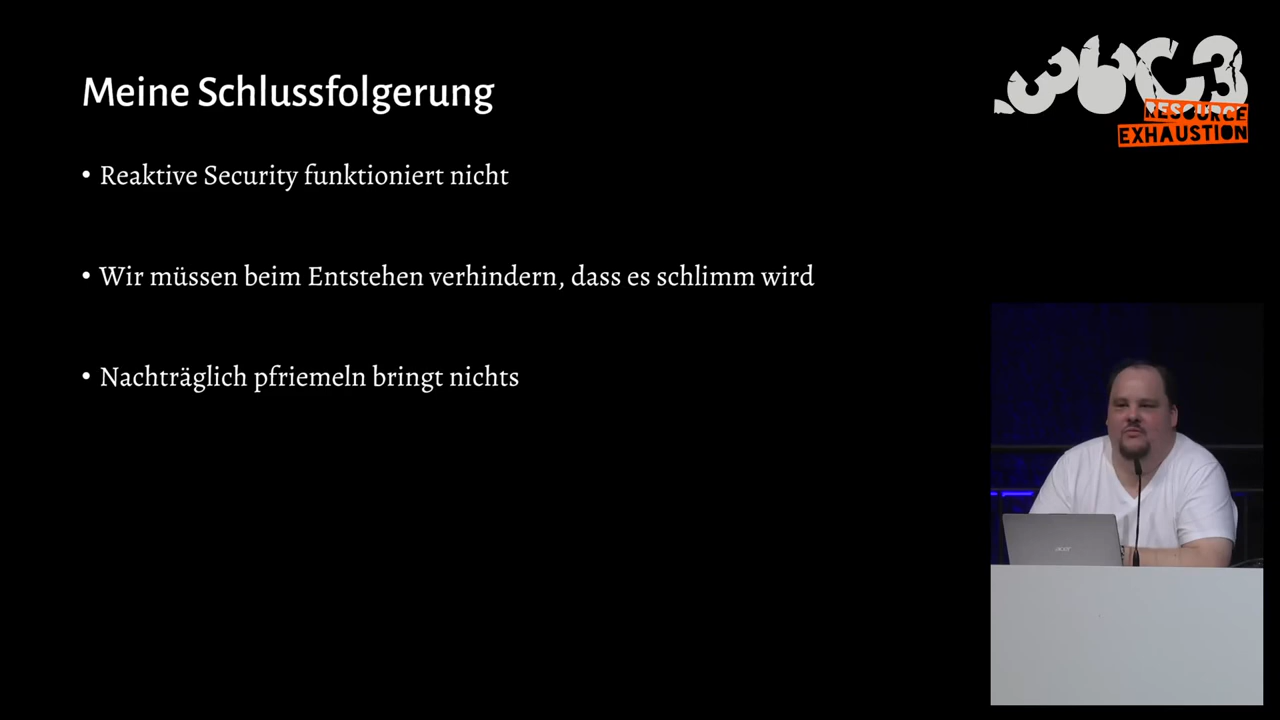 Meine Schlussfolgerung
• Reaktive Security funktioniert nicht
• Wir müssen beim Entstehen verhindern, dass es schlimm wird
• Nachträglich pfriemeln bringt nichts
36C3
RESOURCE
EXHAUSTION
acer